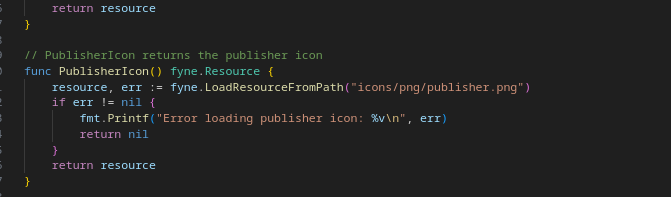 return resource
}
// PublisherIcon returns the publisher icon
func PublisherIcon() fyne.Resource {
resource, err := fyne.LoadResourceFromPath("icons/png/publisher.png")
if err != nil {
fmt.Printf("Error loading publisher icon: %v\n", err)
return nil
}
return resource
}